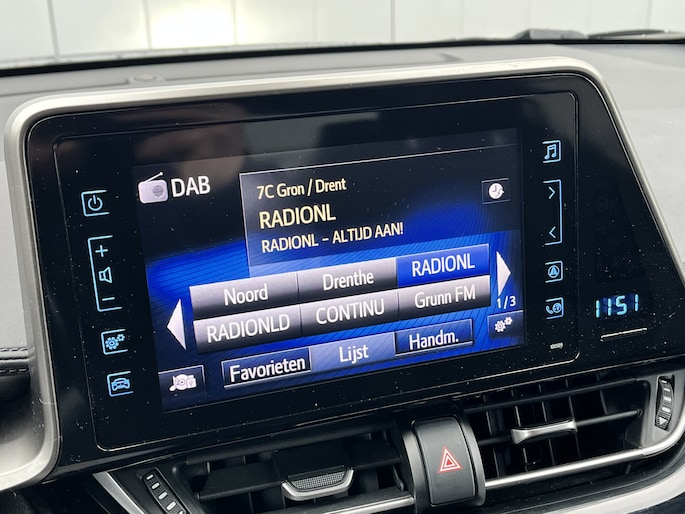 DAB
7C Gron / Drent
RADIONL
RADIONL - ALTIJD AAN!
Noord Drenthe RADIONL
RADIONLD CONTINU Grunn FM
1/3
Favorieten Lijst Handm.
11:51